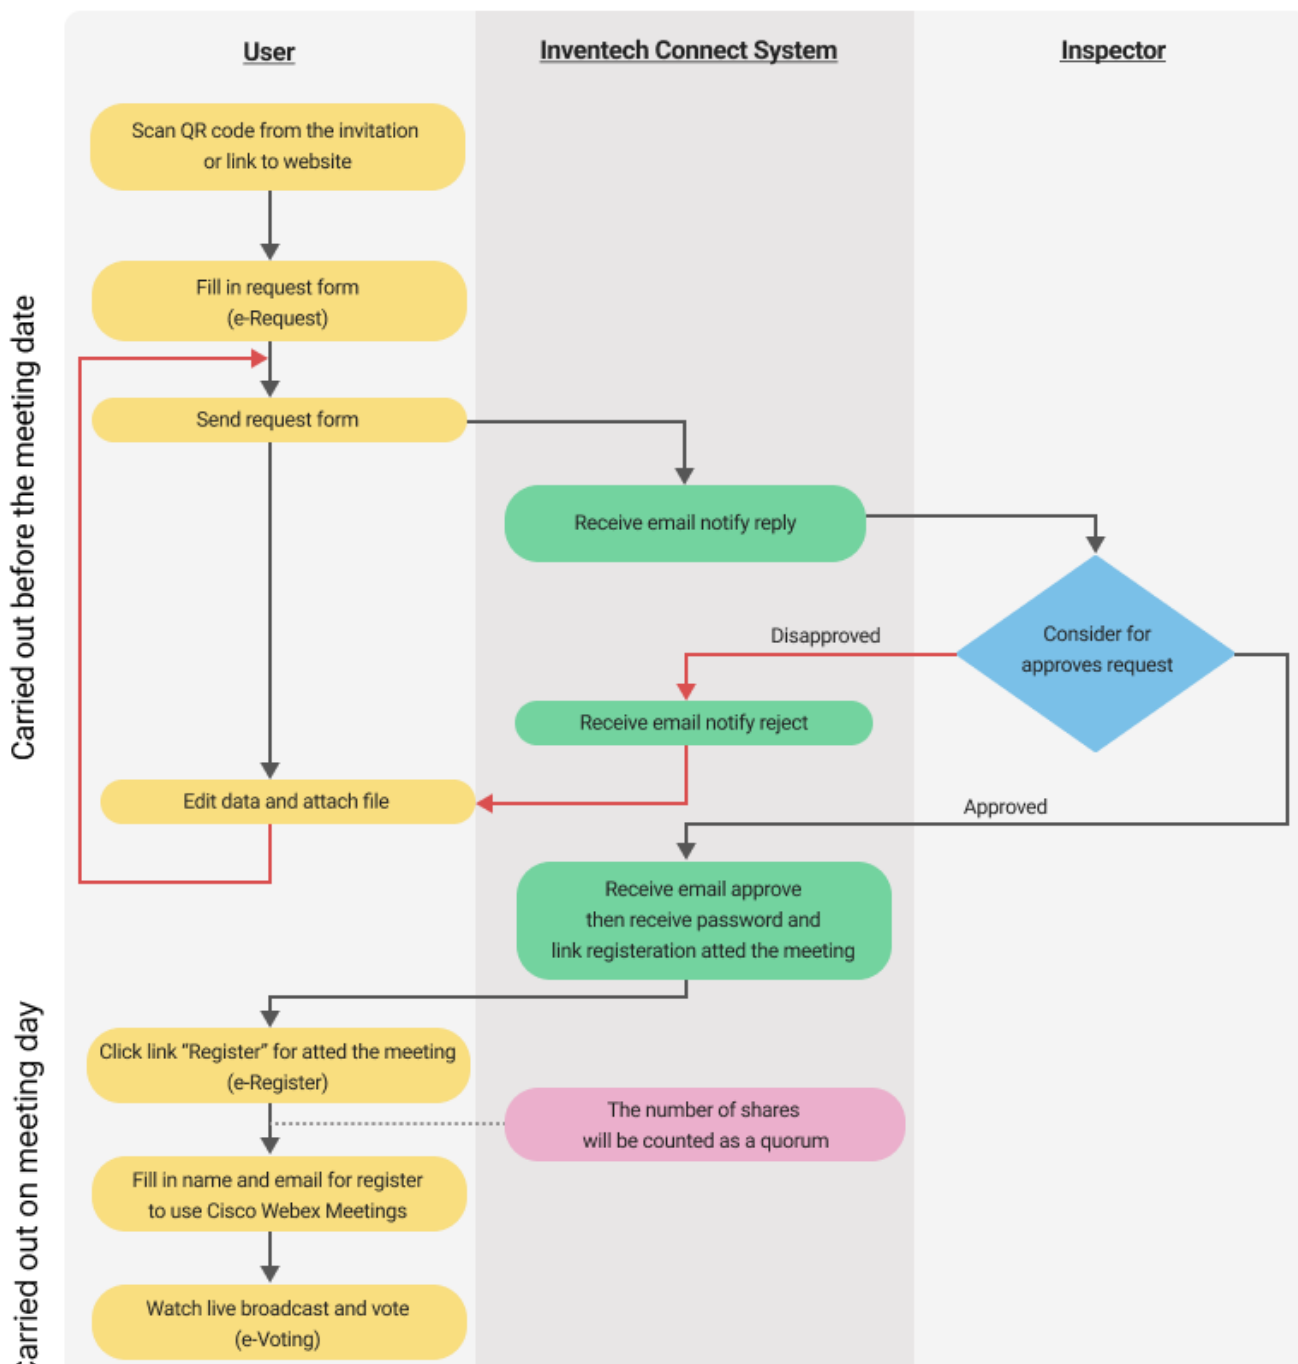 User
Inventech Connect System
Inspector
Scan QR code from the invitation
or link to website
Fill in request form
(e-Request)
Carried out before the meeting date
Send request form
Receive email notify reply
Consider for
approves request
Disapproved
Receive email notify reject
Edit data and attach file
Approved
Receive email approve
then receive password and
link registeration atted the meeting
Carried out on meeting day
Click link “Register” for atted the meeting
(e-Register)
The number of shares
will be counted as a quorum
Fill in name and email for register
to use Cisco Webex Meetings
Watch live broadcast and vote
(e-Voting)